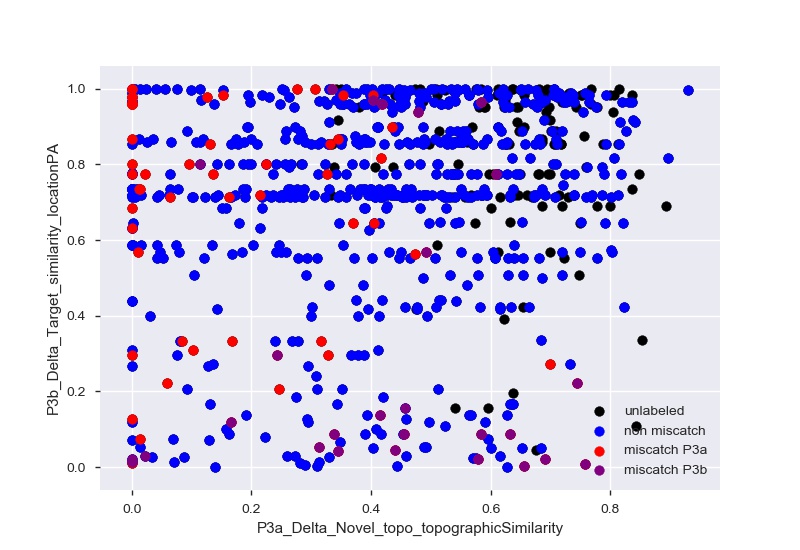 P3b_Delta_Target_similarity_locationPA
1.0
0.8
0.6
0.4
0.2
0.0
unlabeled
non miscatch
miscatch P3a
miscatch P3b
0.0 0.2 0.4 0.6 0.8
P3a_Delta_Novel_topo_topographicSimilarity